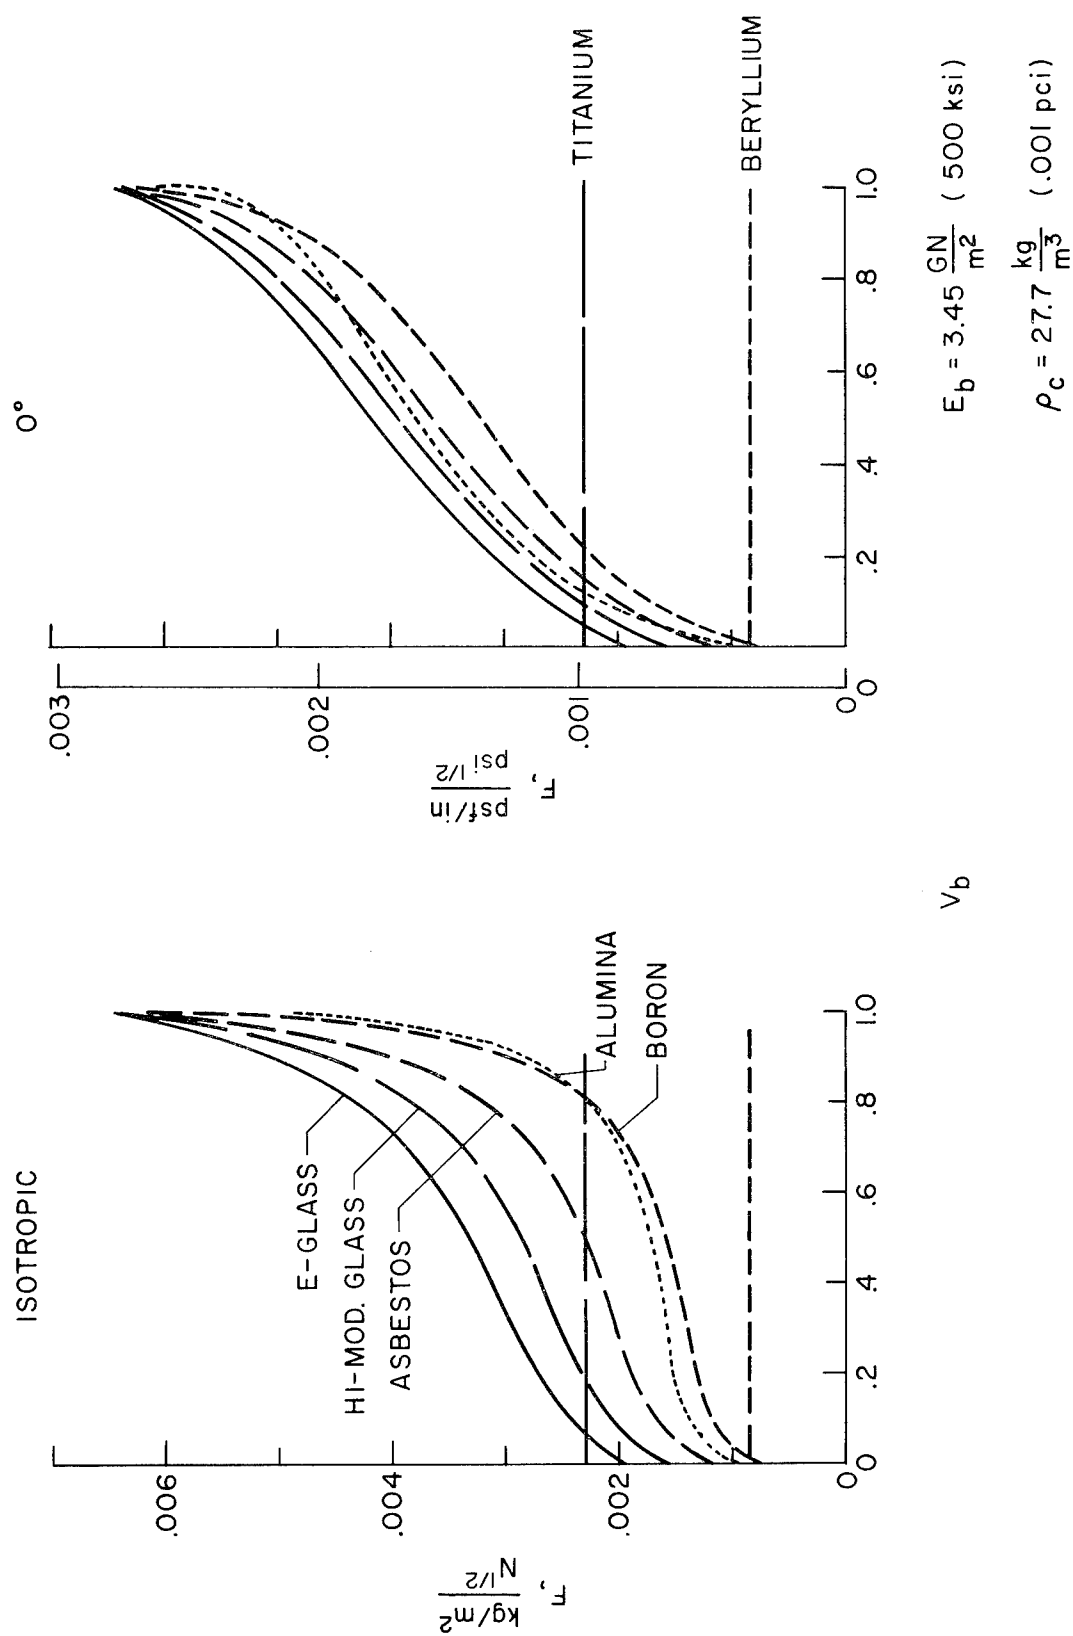 ISOTROPIC
0°
.006
.004
.002
0
F, kg/m² / N^1/2
E-GLASS
HI-MOD. GLASS
ASBESTOS
ALUMINA
BORON
0 .2 .4 .6 .8 1.0
V_b
.003
.002
.001
0
F, psf/in / psi^1/2
TITANIUM
BERYLLIUM
0 .2 .4 .6 .8 1.0
E_b = 3.45 GN/m² (500 ksi)
ρ_c = 27.7 kg/m³ (.001 pci)